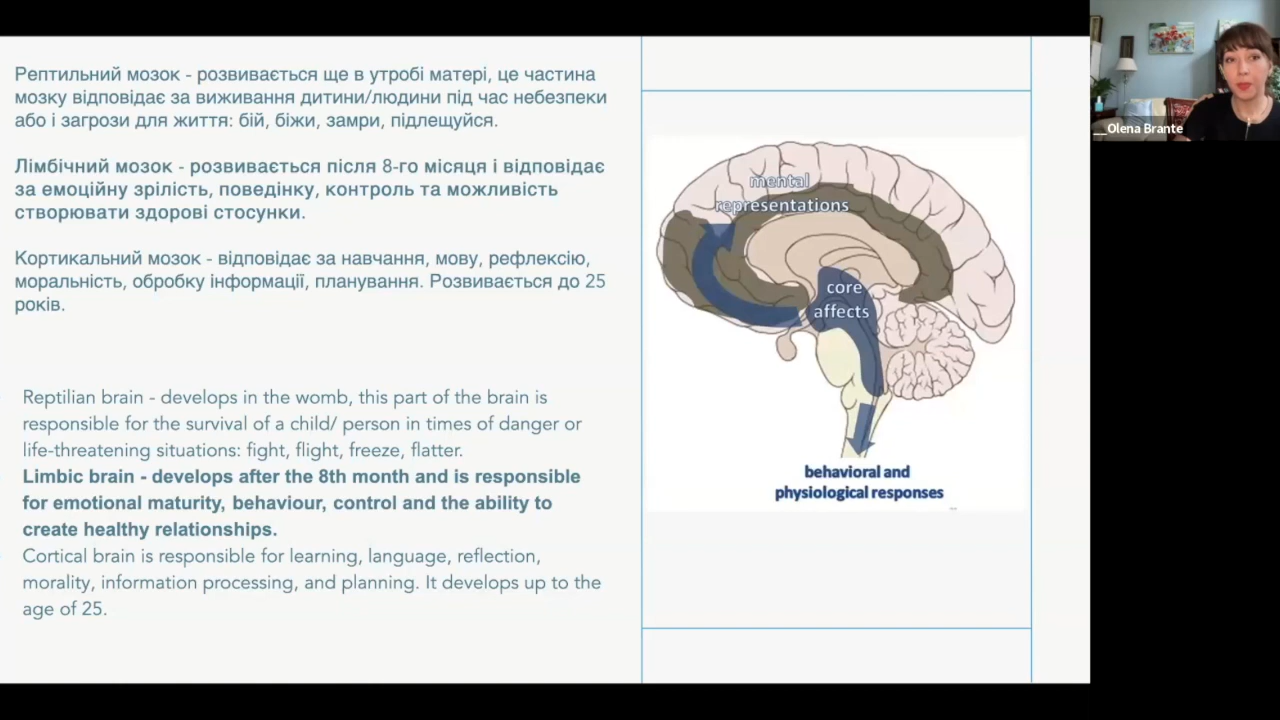 Рептильний мозок - розвивається ще в утробі матері, це частина
мозку відповідає за виживання дитини/людини під час небезпеки
або і загрози для життя: бій, біжи, замри, підлещуйся.
Лімбічний мозок - розвивається після 8-го місяця і відповідає
за емоційну зрілість, поведінку, контроль та можливість
створювати здорові стосунки.
Кортикальний мозок - відповідає за навчання, мову, рефлексію,
моральність, обробку інформації, планування. Розвивається до 25
років.
Reptilian brain - develops in the womb, this part of the brain is
responsible for the survival of a child/ person in times of danger or
life-threatening situations: fight, flight, freeze, flatter.
Limbic brain - develops after the 8th month and is responsible
for emotional maturity, behaviour, control and the ability to
create healthy relationships.
Cortical brain is responsible for learning, language, reflection,
morality, information processing, and planning. It develops up to the
age of 25.
mental
representations
core
affects
behavioral and
physiological responses
__Olena Brante